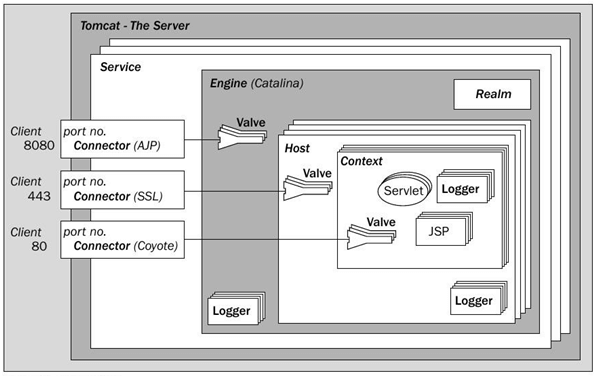 Tomcat - The Server
Service
Engine (Catalina)
Realm
Valve
Client
8080
port no.
Connector (AJP)
Host
Context
Valve
Servlet
Logger
Client
443
port no.
Connector (SSL)
Valve
JSP
Client
80
port no.
Connector (Coyote)
Logger
Logger